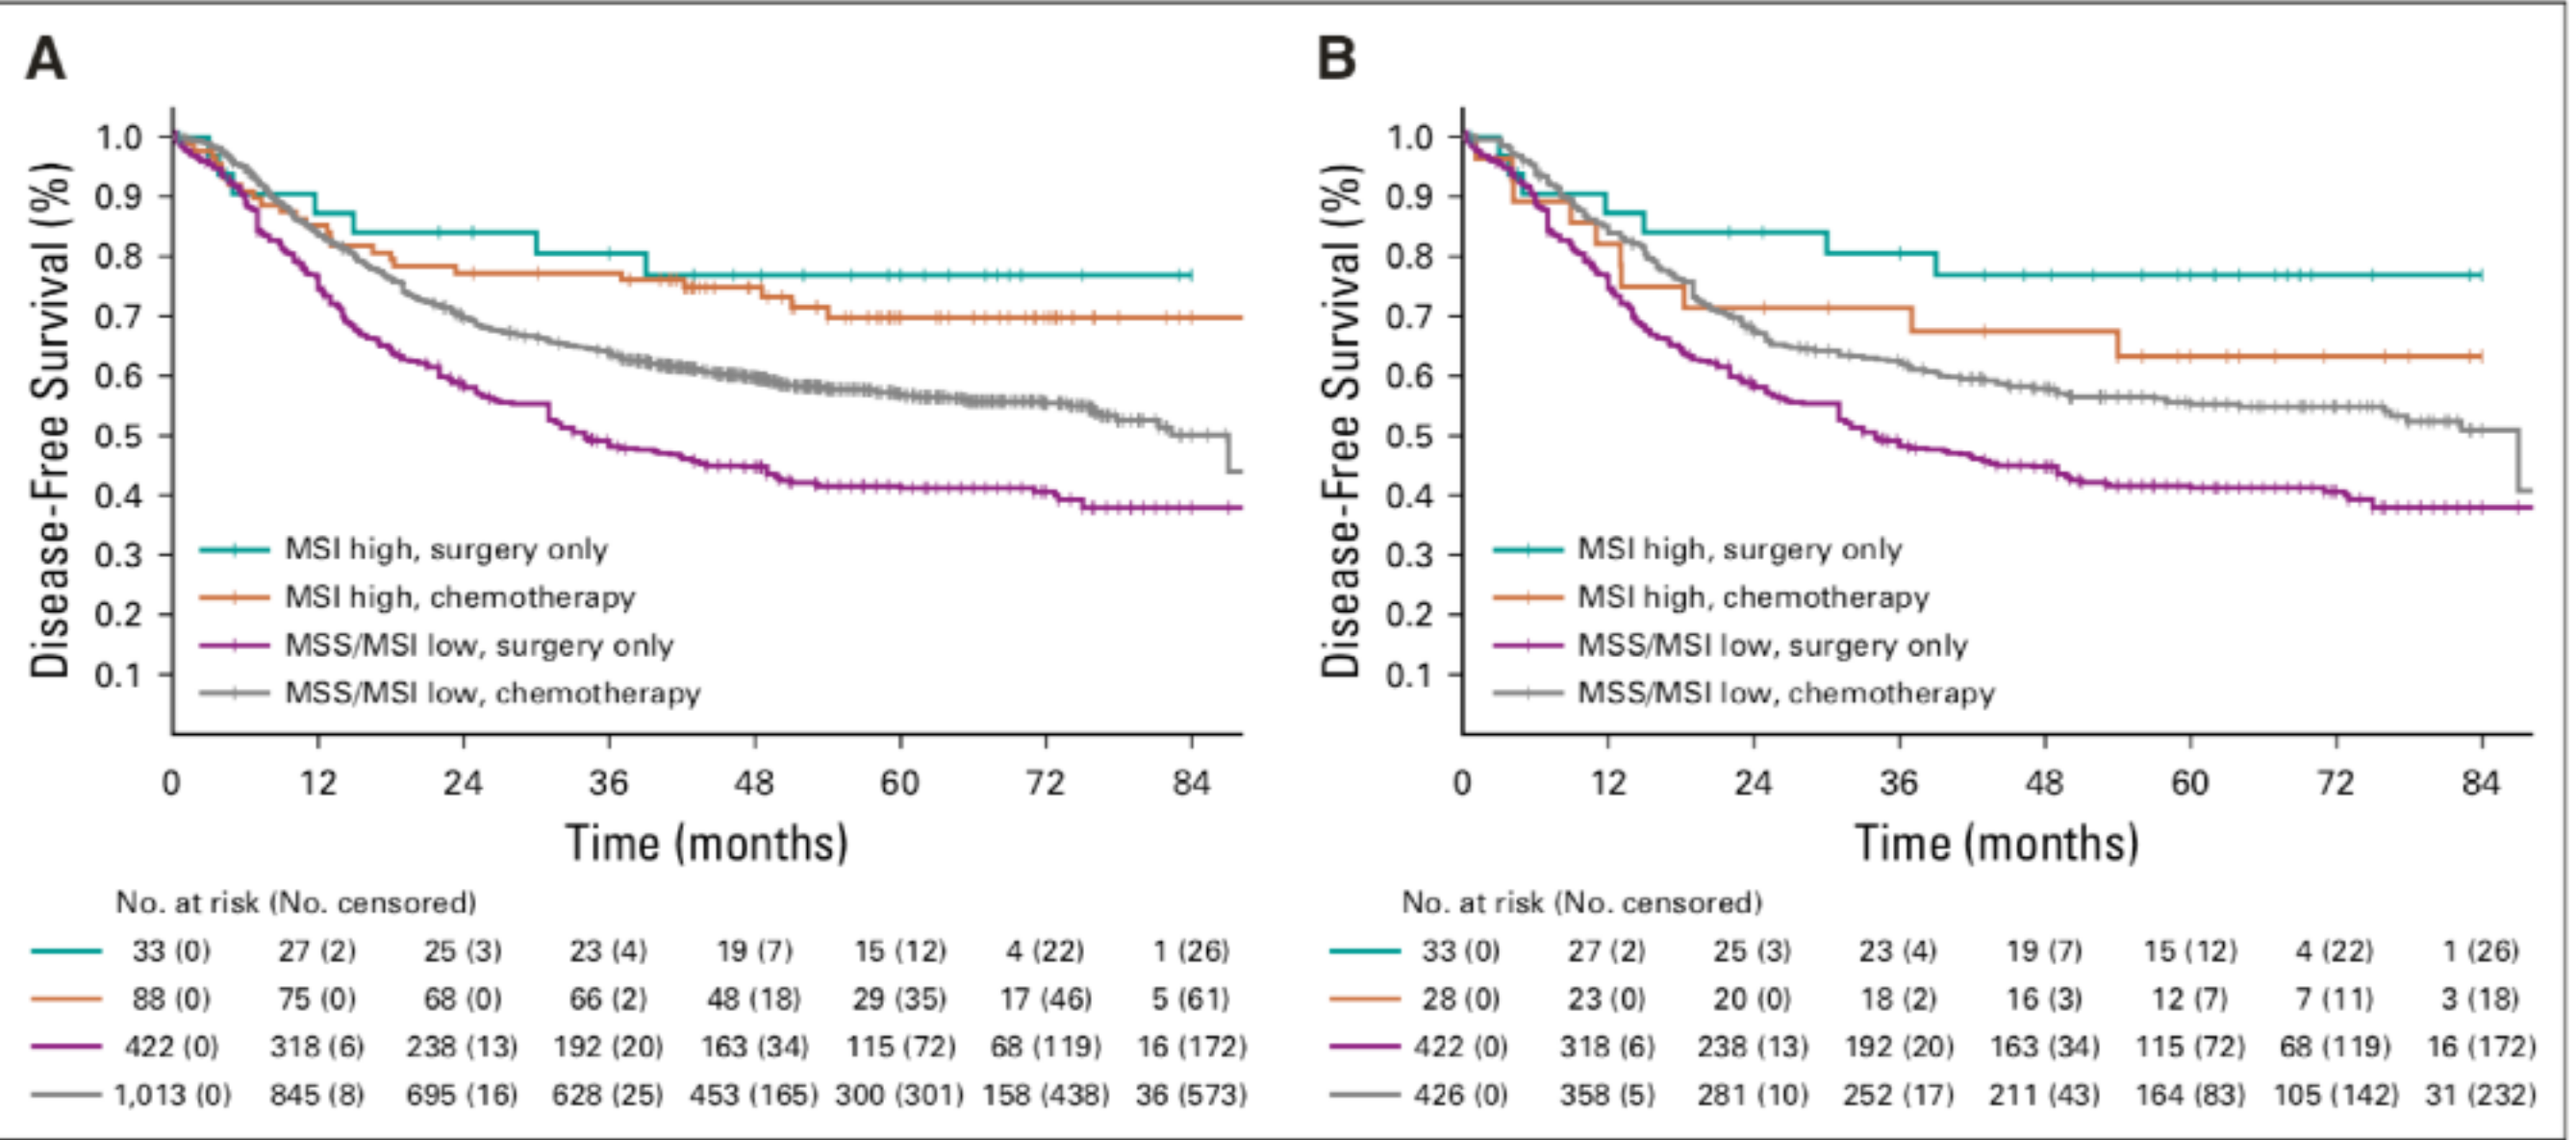 A
Disease-Free Survival (%)
1.0
0.9
0.8
0.7
0.6
0.5
0.4
0.3
0.2
0.1
MSI high, surgery only
MSI high, chemotherapy
MSS/MSI low, surgery only
MSS/MSI low, chemotherapy
0 12 24 36 48 60 72 84
Time (months)
No. at risk (No. censored)
33 (0) 27 (2) 25 (3) 23 (4) 19 (7) 15 (12) 4 (22) 1 (26)
88 (0) 75 (0) 68 (0) 66 (2) 48 (18) 29 (35) 17 (46) 5 (61)
422 (0) 318 (6) 238 (13) 192 (20) 163 (34) 115 (72) 68 (119) 16 (172)
1,013 (0) 845 (8) 695 (16) 628 (25) 453 (165) 300 (301) 158 (438) 36 (573)
B
Disease-Free Survival (%)
1.0
0.9
0.8
0.7
0.6
0.5
0.4
0.3
0.2
0.1
MSI high, surgery only
MSI high, chemotherapy
MSS/MSI low, surgery only
MSS/MSI low, chemotherapy
0 12 24 36 48 60 72 84
Time (months)
No. at risk (No. censored)
33 (0) 27 (2) 25 (3) 23 (4) 19 (7) 15 (12) 4 (22) 1 (26)
28 (0) 23 (0) 20 (0) 18 (2) 16 (3) 12 (7) 7 (11) 3 (18)
422 (0) 318 (6) 238 (13) 192 (20) 163 (34) 115 (72) 68 (119) 16 (172)
426 (0) 358 (5) 281 (10) 252 (17) 211 (43) 164 (83) 105 (142) 31 (232)